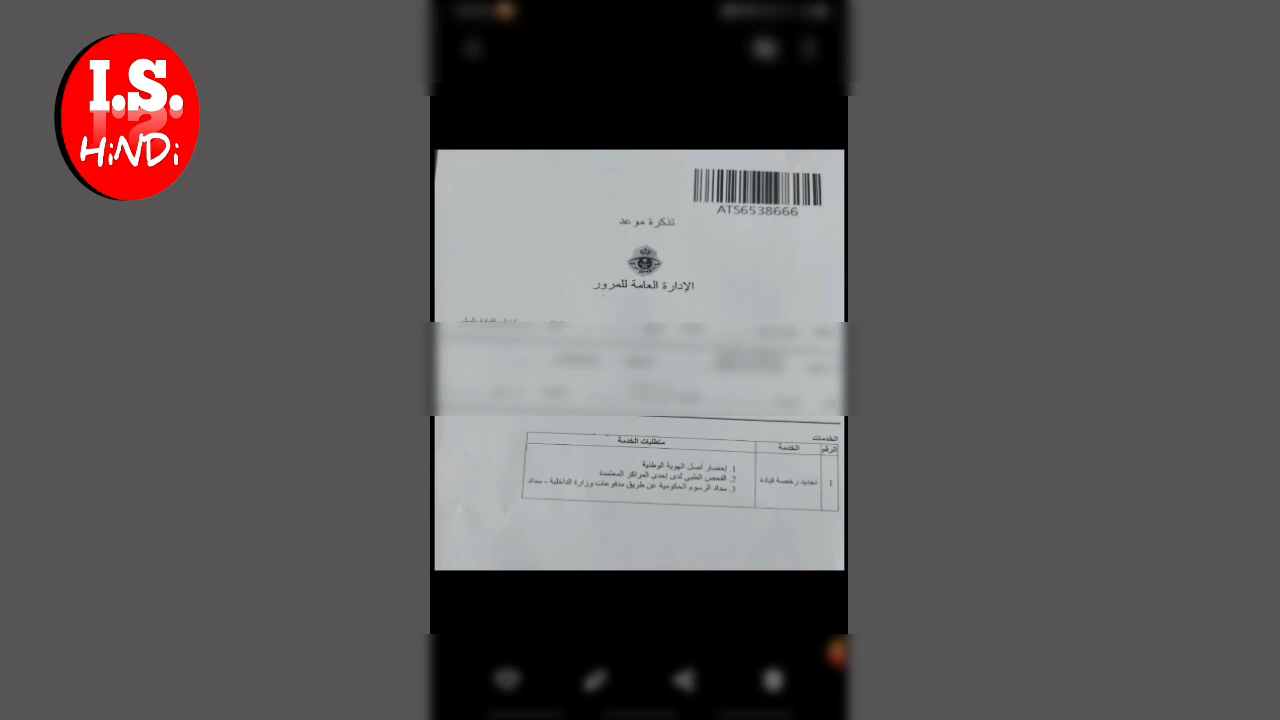 I.S.
HiNDi
ATS6538666
تذكرة موعد
الإدارة العامة للمرور
الخدمات
الرقم الخدمة متطلبات الخدمة
1 تجديد رخصة قيادة
1. إحضار أصل الهوية الوطنية
2. الفحص الطبي لدى إحدى المراكز المعتمدة
3. سداد الرسوم الحكومية عن طريق مدفوعات وزارة الداخلية - سداد